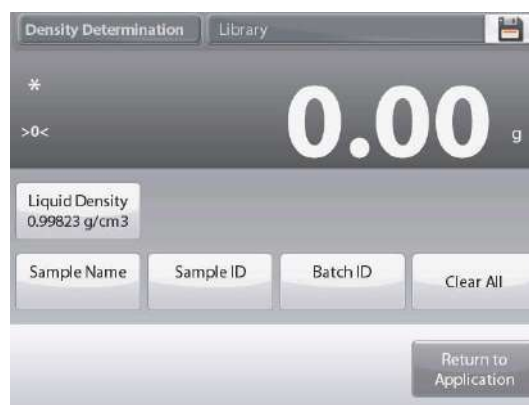 Density Determination Library
*
0.00 g
>0<
Liquid Density
0.99823 g/cm3
Sample Name Sample ID Batch ID Clear All
Return to
Application